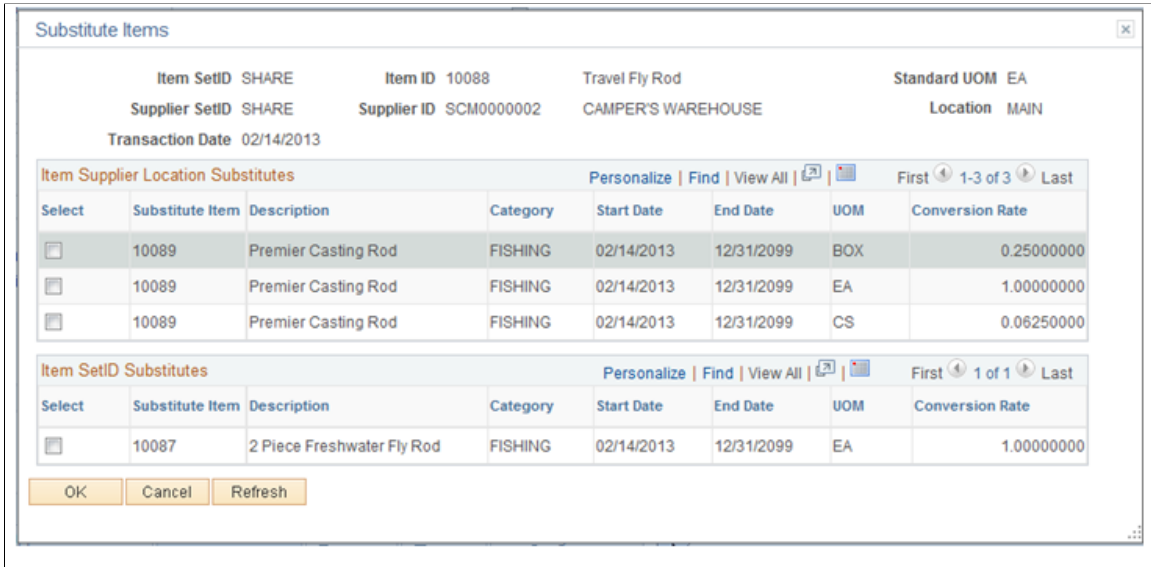 Substitute Items
Item SetID SHARE Item ID 10088 Travel Fly Rod Standard UOM EA
Supplier SetID SHARE Supplier ID SCM0000002 CAMPER'S WAREHOUSE Location MAIN
Transaction Date 02/14/2013
Item Supplier Location Substitutes Personalize | Find | View All | | First 1-3 of 3 Last
Select Substitute Item Description Category Start Date End Date UOM Conversion Rate
10089 Premier Casting Rod FISHING 02/14/2013 12/31/2099 BOX 0.25000000
10089 Premier Casting Rod FISHING 02/14/2013 12/31/2099 EA 1.00000000
10089 Premier Casting Rod FISHING 02/14/2013 12/31/2099 CS 0.06250000
Item SetID Substitutes Personalize | Find | View All | | First 1 of 1 Last
Select Substitute Item Description Category Start Date End Date UOM Conversion Rate
10087 2 Piece Freshwater Fly Rod FISHING 02/14/2013 12/31/2099 EA 1.00000000
OK Cancel Refresh